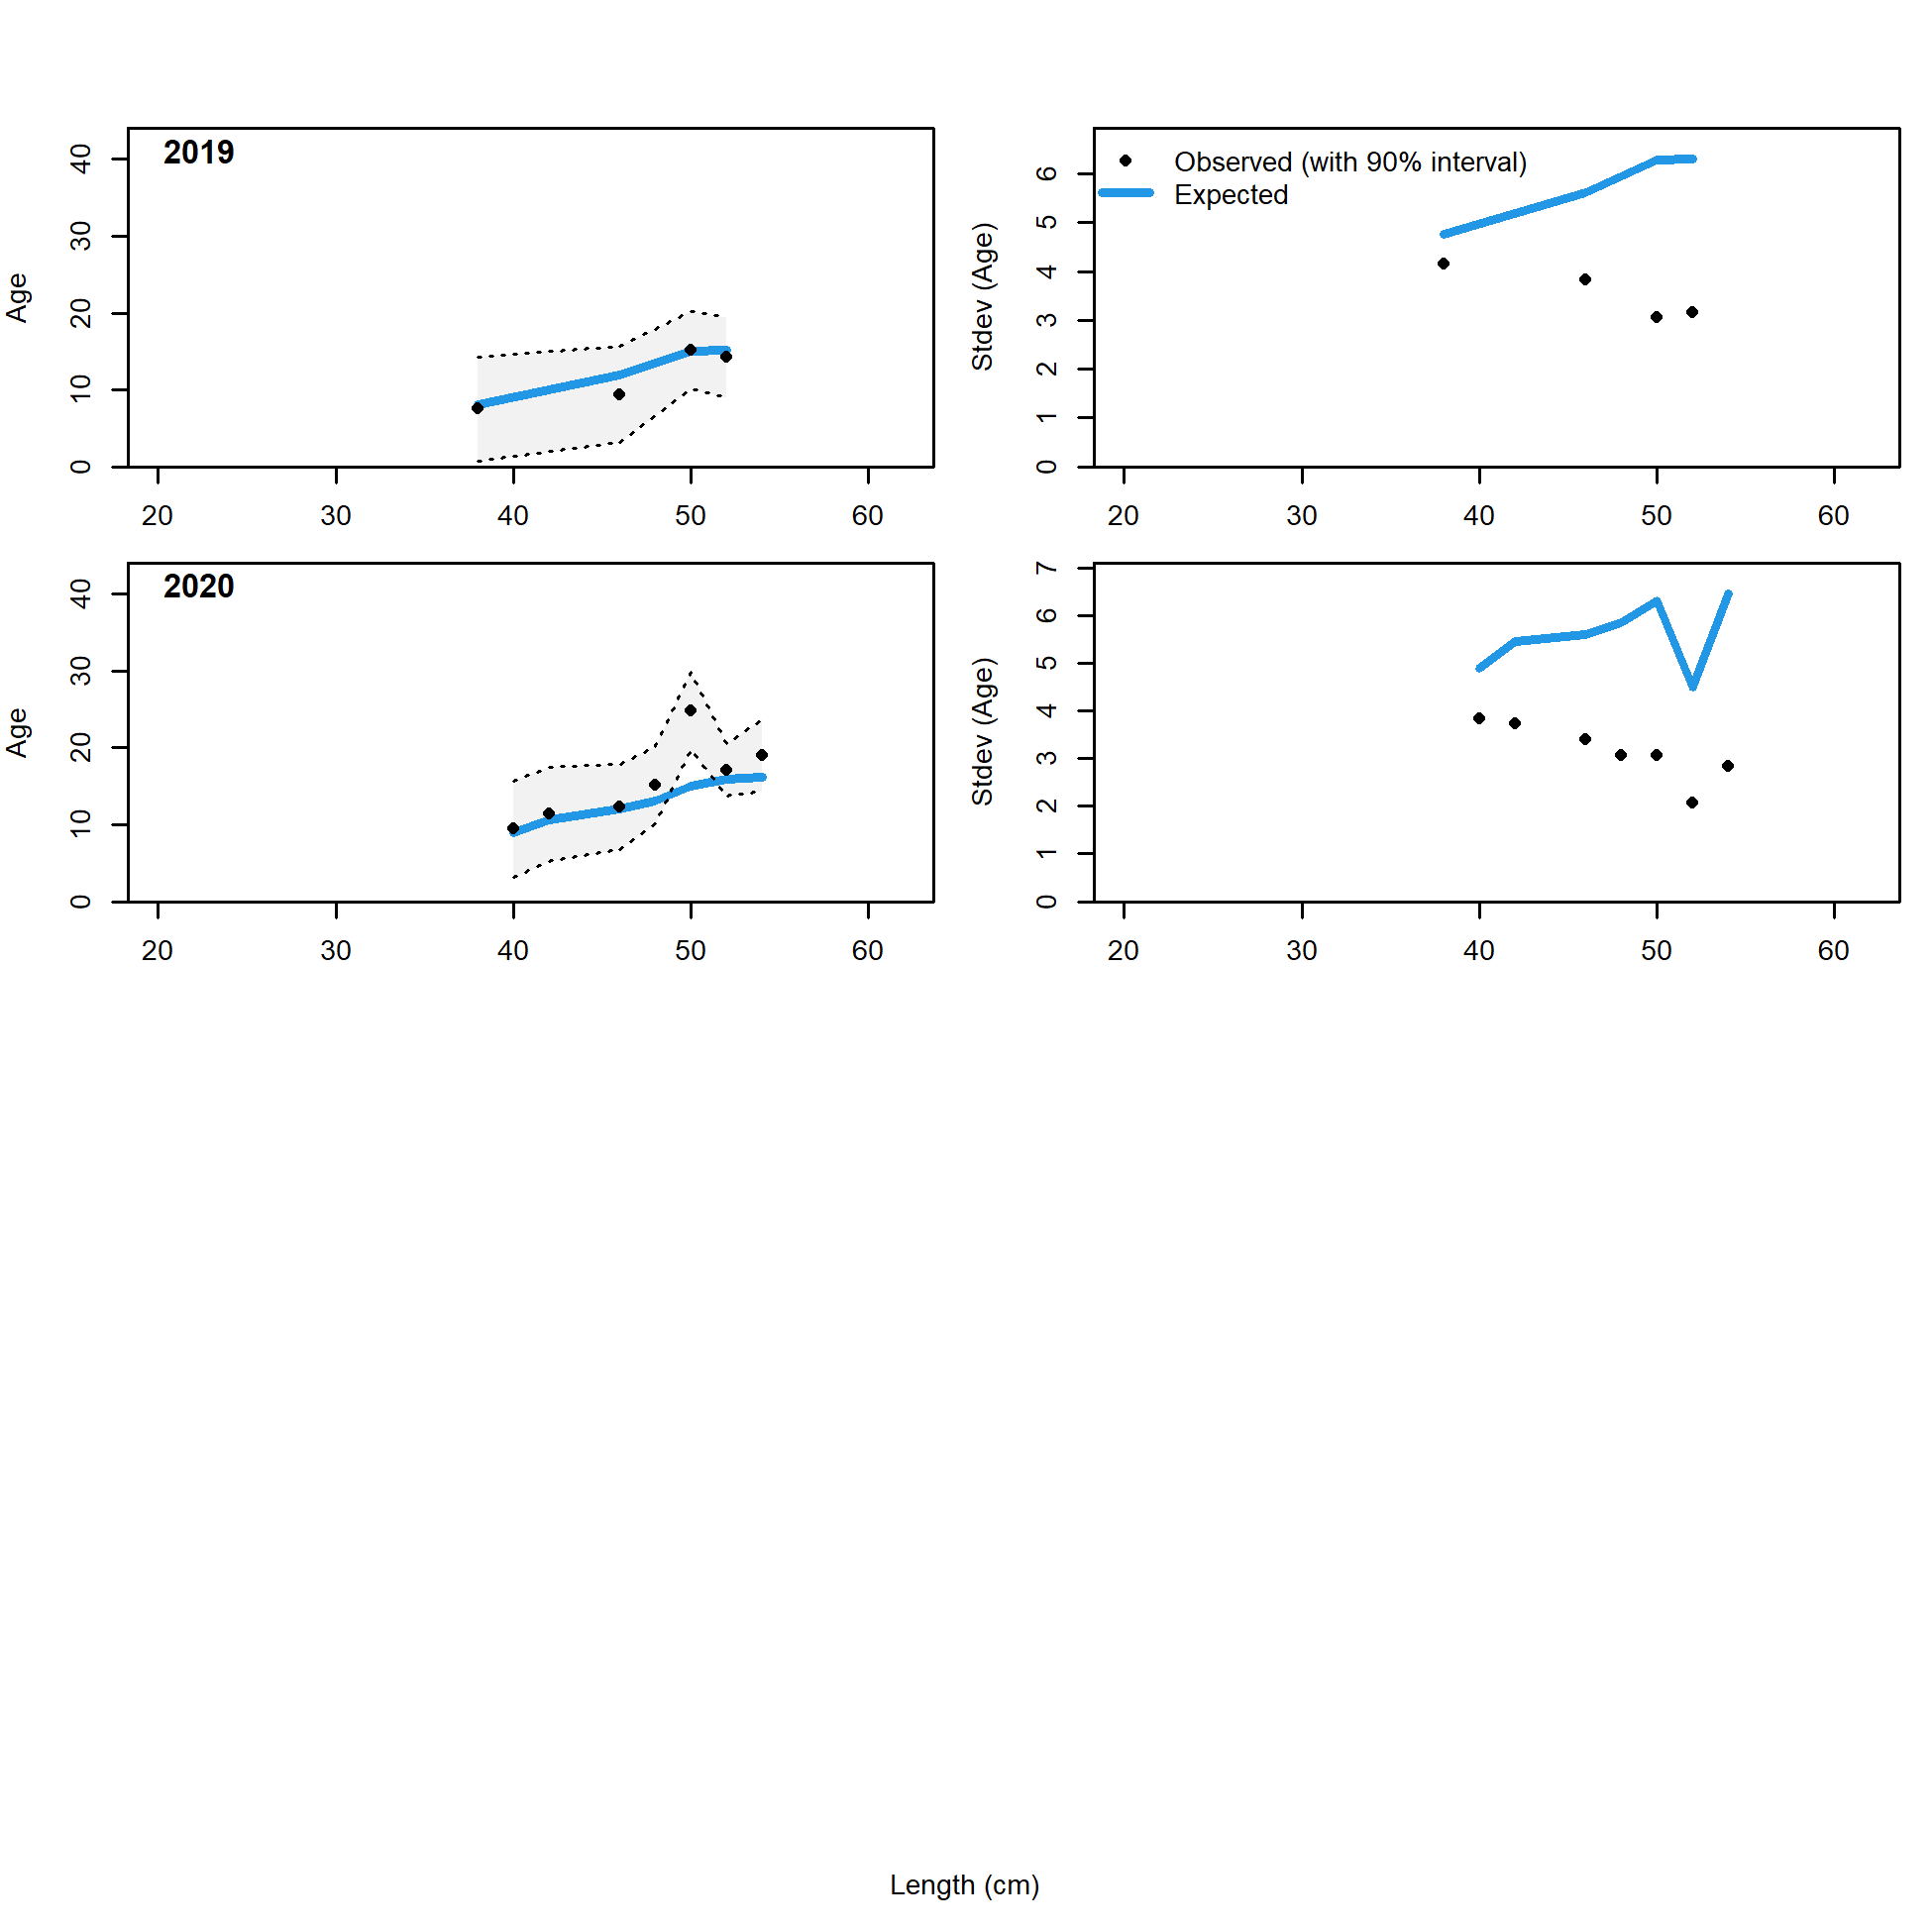 2019
Age
0 10 20 30 40
20 30 40 50 60
Observed (with 90% interval)
Expected
Stdev (Age)
0 1 2 3 4 5 6
20 30 40 50 60
2020
Age
0 10 20 30 40
20 30 40 50 60
Stdev (Age)
0 1 2 3 4 5 6 7
20 30 40 50 60
Length (cm)